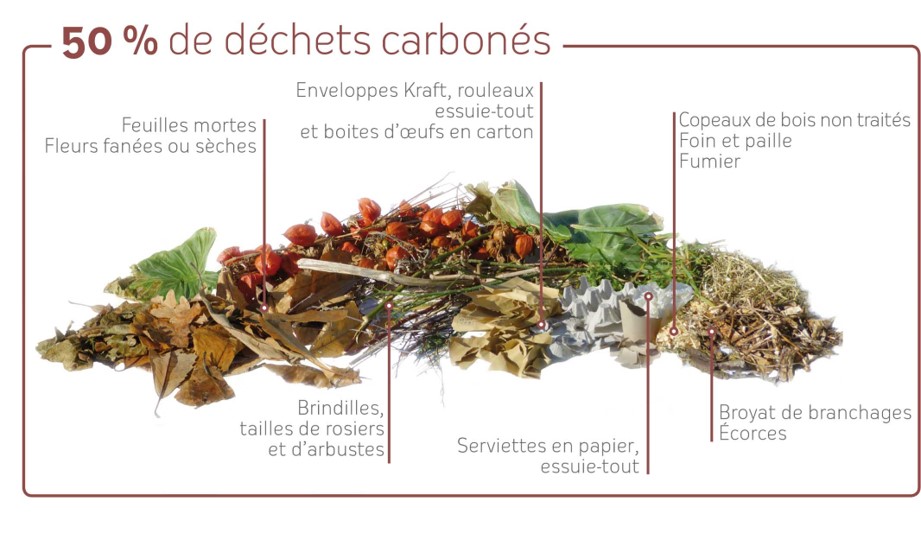 50 % de déchets carbonés
Enveloppes Kraft, rouleaux
essuie-tout
et boites d'œufs en carton
Feuilles mortes
Fleurs fanées ou sèches
Copeaux de bois non traités
Foin et paille
Fumier
Brindilles,
tailles de rosiers
et d'arbustes
Serviettes en papier,
essuie-tout
Broyat de branchages
Écorces